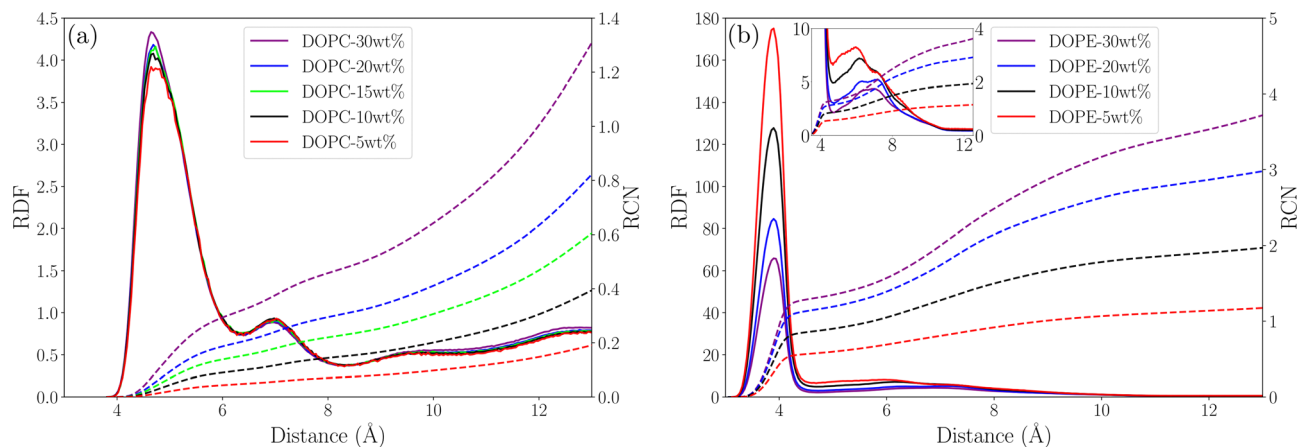 (a)
DOPC-30wt%
DOPC-20wt%
DOPC-15wt%
DOPC-10wt%
DOPC-5wt%
4.5
4.0
3.5
3.0
2.5
2.0
1.5
1.0
0.5
0.0
RDF
1.4
1.2
1.0
0.8
0.6
0.4
0.2
0.0
RCN
4 6 8 10 12
Distance (Å)
(b)
DOPE-30wt%
DOPE-20wt%
DOPE-10wt%
DOPE-5wt%
180
160
140
120
100
80
60
40
20
0
RDF
10
5
0
4
2
0
4 6 8 10 12
5
4
3
2
1
0
RCN
4 6 8 10 12
Distance (Å)